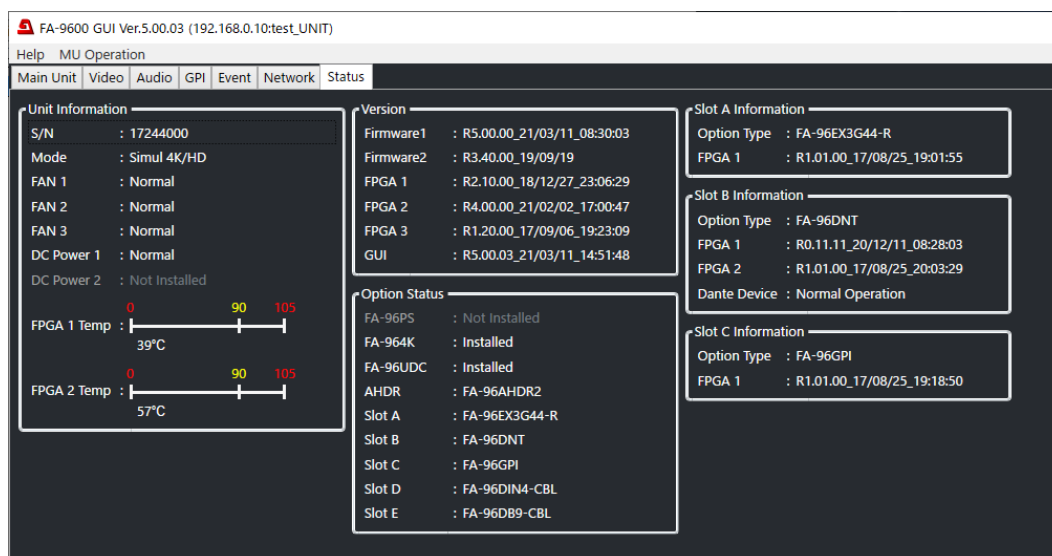 FA-9600 GUI Ver.5.00.03 (192.168.0.10:test_UNIT)
Help MU Operation
Main Unit Video Audio GPI Event Network Status
Unit Information
S/N : 17244000
Mode : Simul 4K/HD
FAN 1 : Normal
FAN 2 : Normal
FAN 3 : Normal
DC Power 1 : Normal
DC Power 2 : Not Installed
0 90 105
FPGA 1 Temp :
39°C
0 90 105
FPGA 2 Temp :
57°C
Version
Firmware1 : R5.00.00_21/03/11_08:30:03
Firmware2 : R3.40.00_19/09/19
FPGA 1 : R2.10.00_18/12/27_23:06:29
FPGA 2 : R4.00.00_21/02/02_17:00:47
FPGA 3 : R1.20.00_17/09/06_19:23:09
GUI : R5.00.03_21/03/11_14:51:48
Option Status
FA-96PS : Not Installed
FA-964K : Installed
FA-96UDC : Installed
AHDR : FA-96AHDR2
Slot A : FA-96EX3G44-R
Slot B : FA-96DNT
Slot C : FA-96GPI
Slot D : FA-96DIN4-CBL
Slot E : FA-96DB9-CBL
Slot A Information
Option Type : FA-96EX3G44-R
FPGA 1 : R1.01.00_17/08/25_19:01:55
Slot B Information
Option Type : FA-96DNT
FPGA 1 : R0.11.11_20/12/11_08:28:03
FPGA 2 : R1.01.00_17/08/25_20:03:29
Dante Device : Normal Operation
Slot C Information
Option Type : FA-96GPI
FPGA 1 : R1.01.00_17/08/25_19:18:50